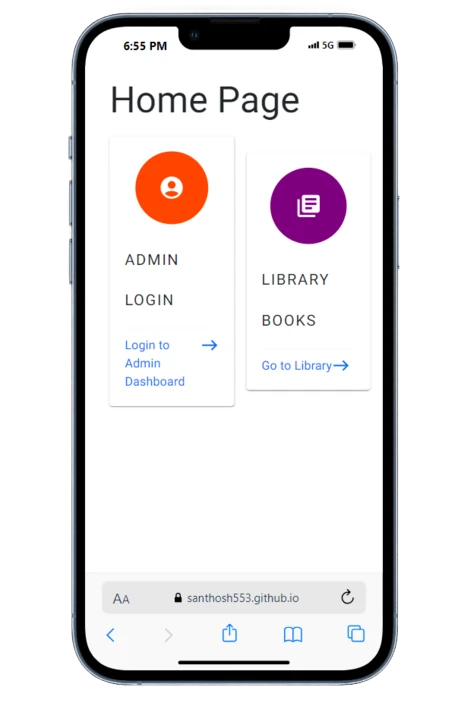 6:55 PM
5G
Home Page
ADMIN
LOGIN
Login to
Admin
Dashboard
LIBRARY
BOOKS
Go to Library
AA
santhosh553.github.io